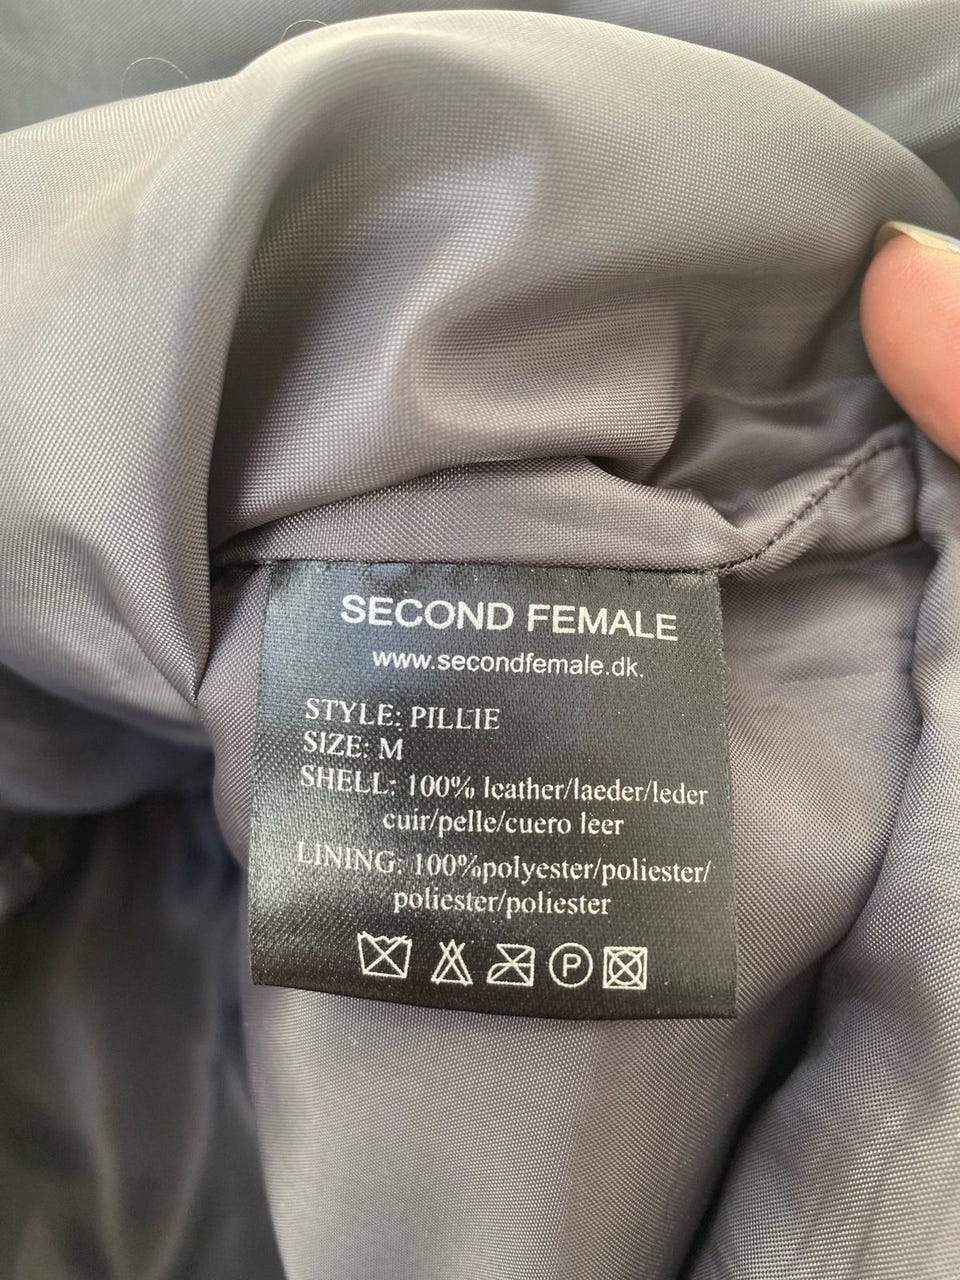 SECOND FEMALE
www.secondfemale.dk.
STYLE: PILLIE
SIZE: M
SHELL: 100% leather/laeder/leder
cuir/pelle/cuero leer
LINING: 100%polyester/poliester/
poliester/poliester
P